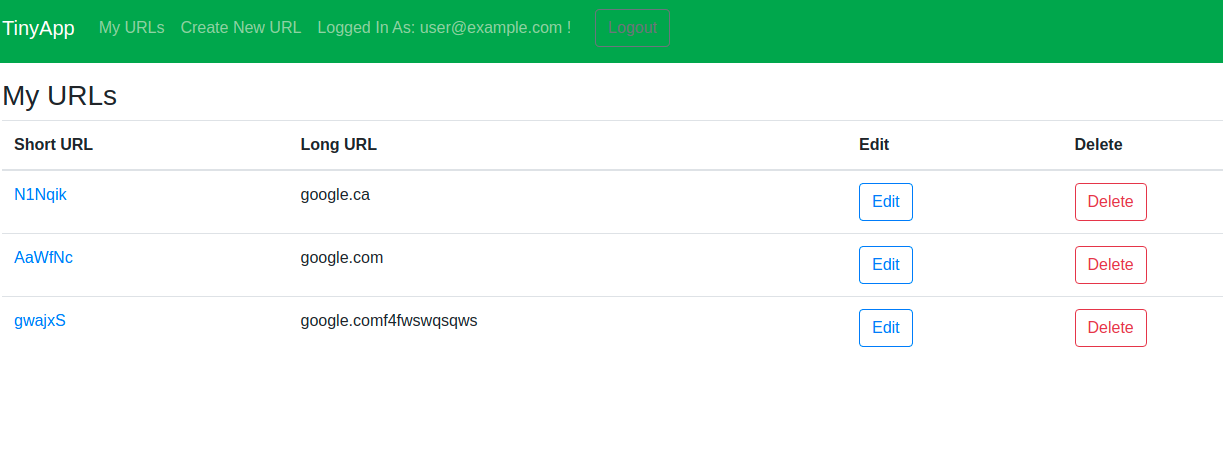 TinyApp My URLs Create New URL Logged In As: user@example.com ! Logout
My URLs
Short URL Long URL Edit Delete
N1Nqik google.ca Edit Delete
AaWfNc google.com Edit Delete
gwajxS google.comf4fwswqsqws Edit Delete